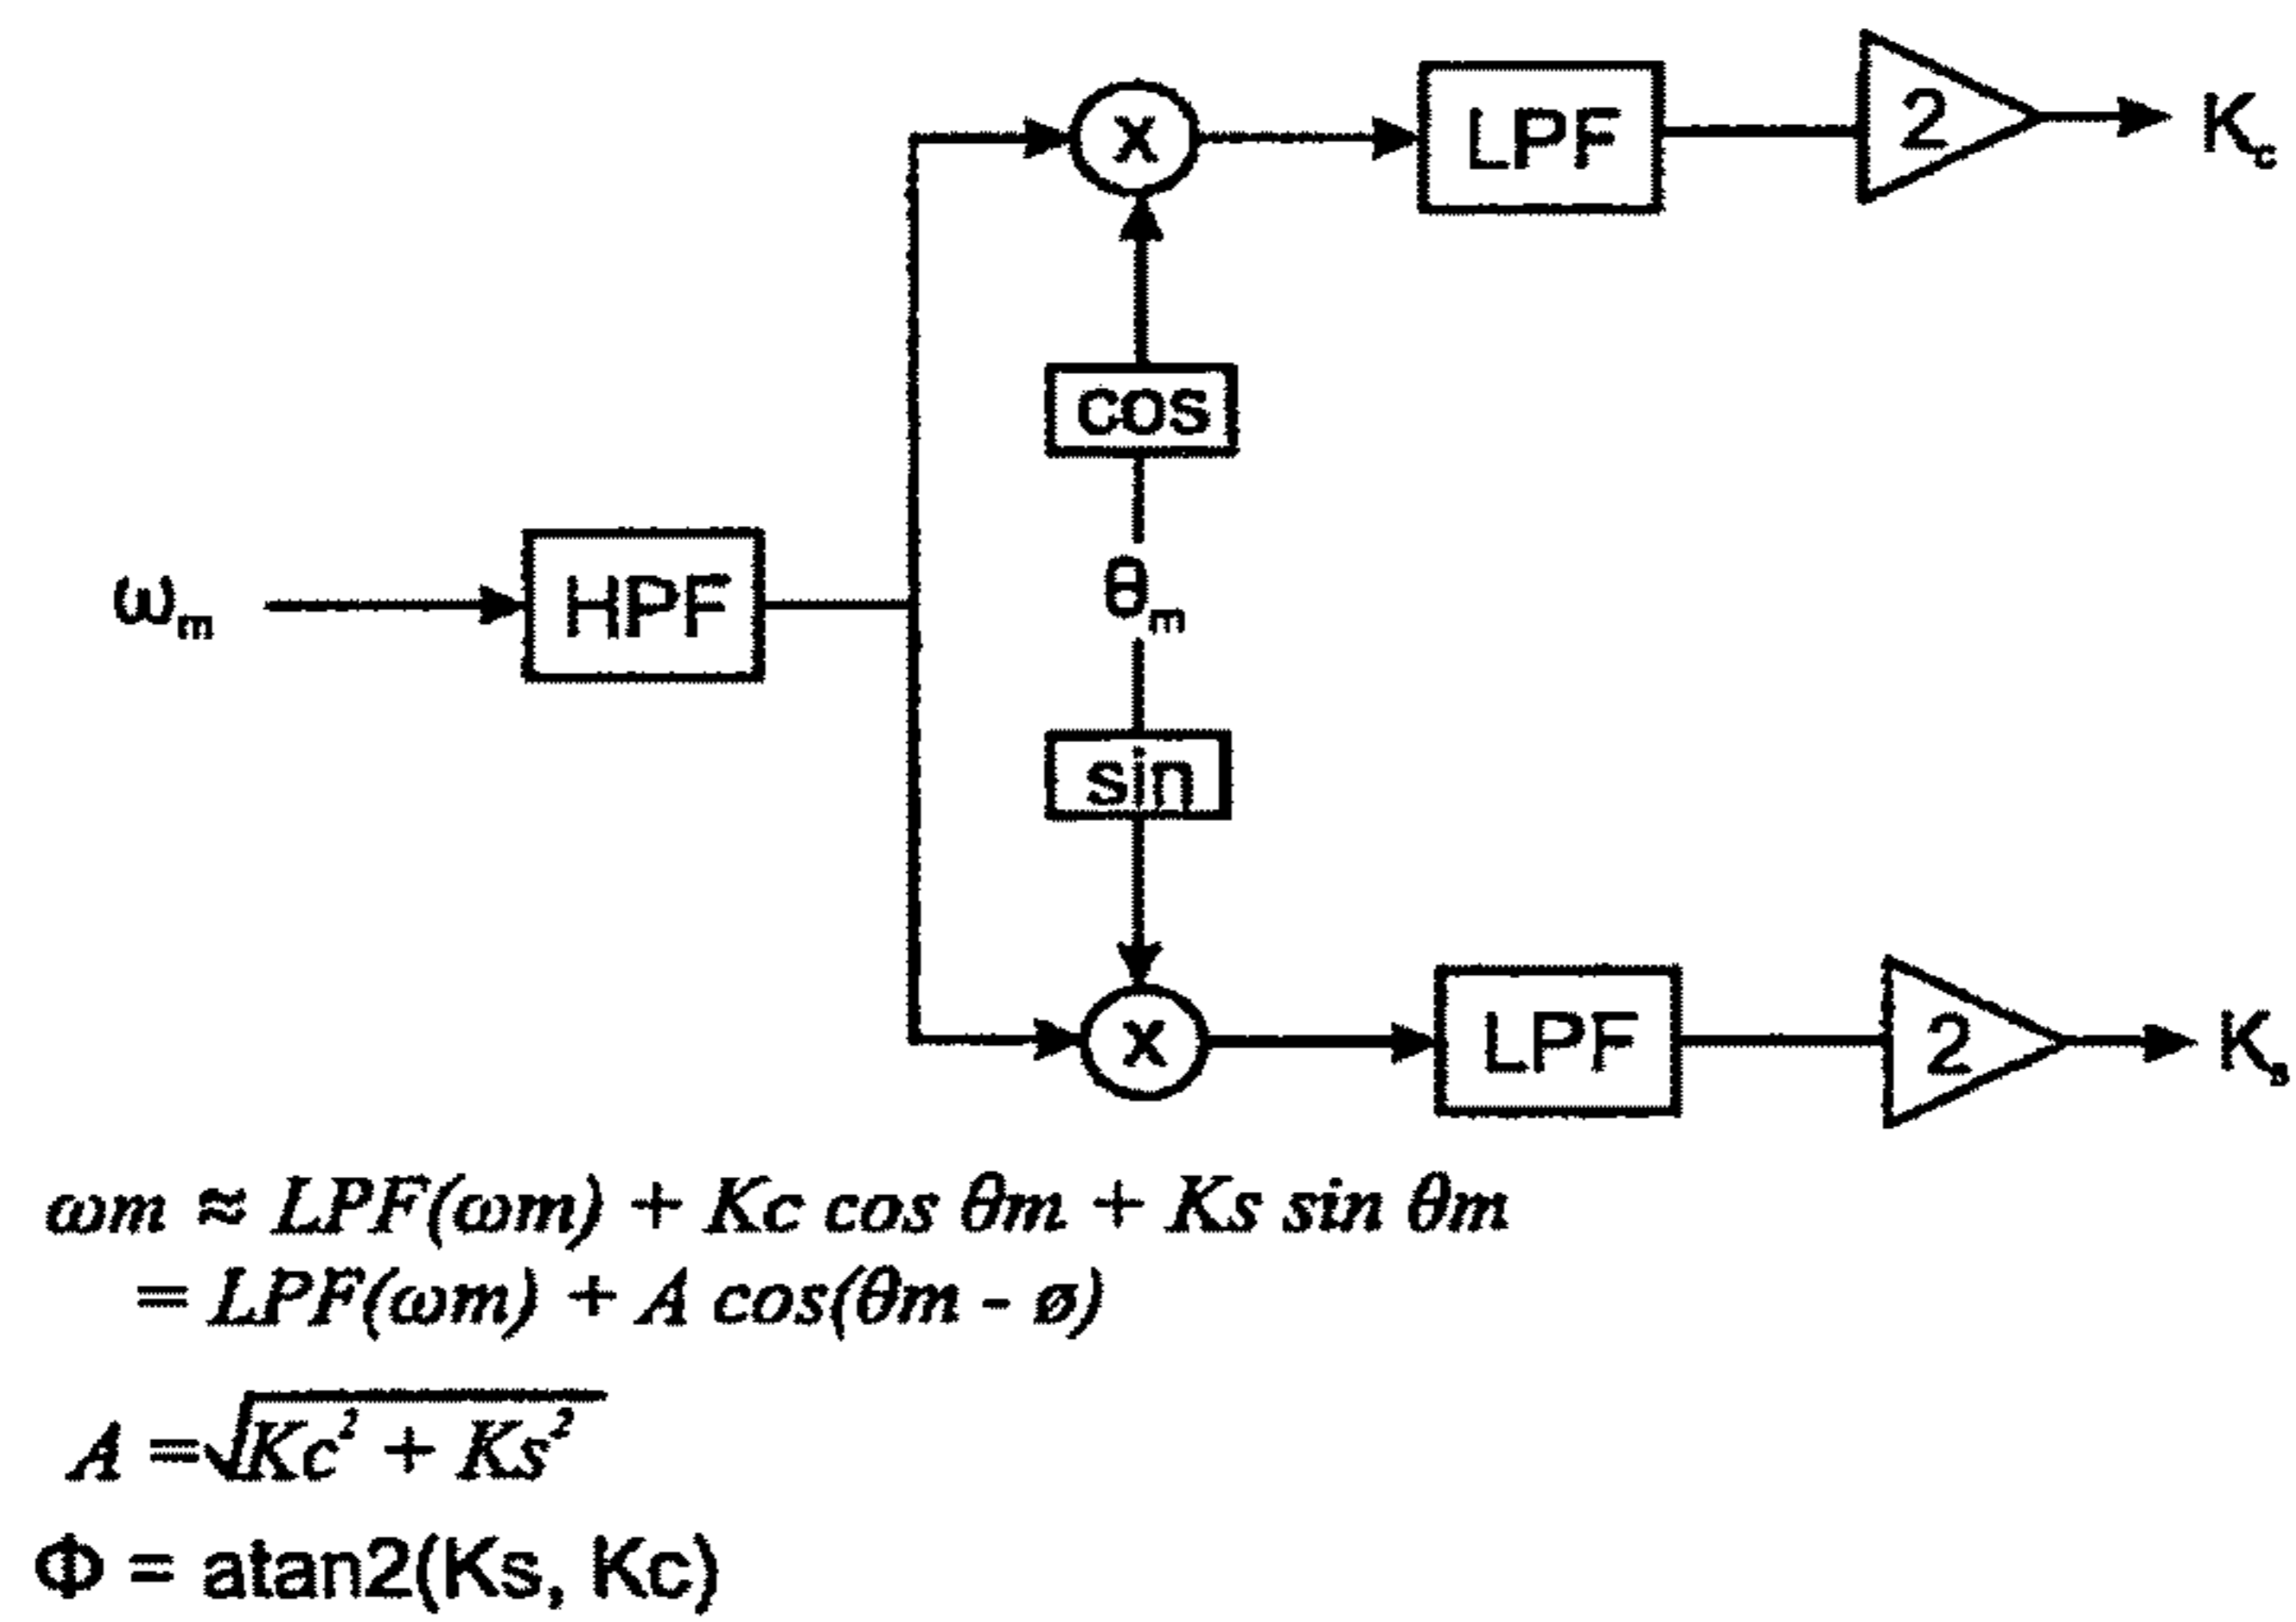 x
LPF
2
Kc
cos
ωm
HPF
θm
sin
x
LPF
2
Ks
ωm ≈ LPF(ωm) + Kc cos θm + Ks sin θm
= LPF(ωm) + A cos(θm - ø)
A = √Kc² + Ks²
Φ = atan2(Ks, Kc)